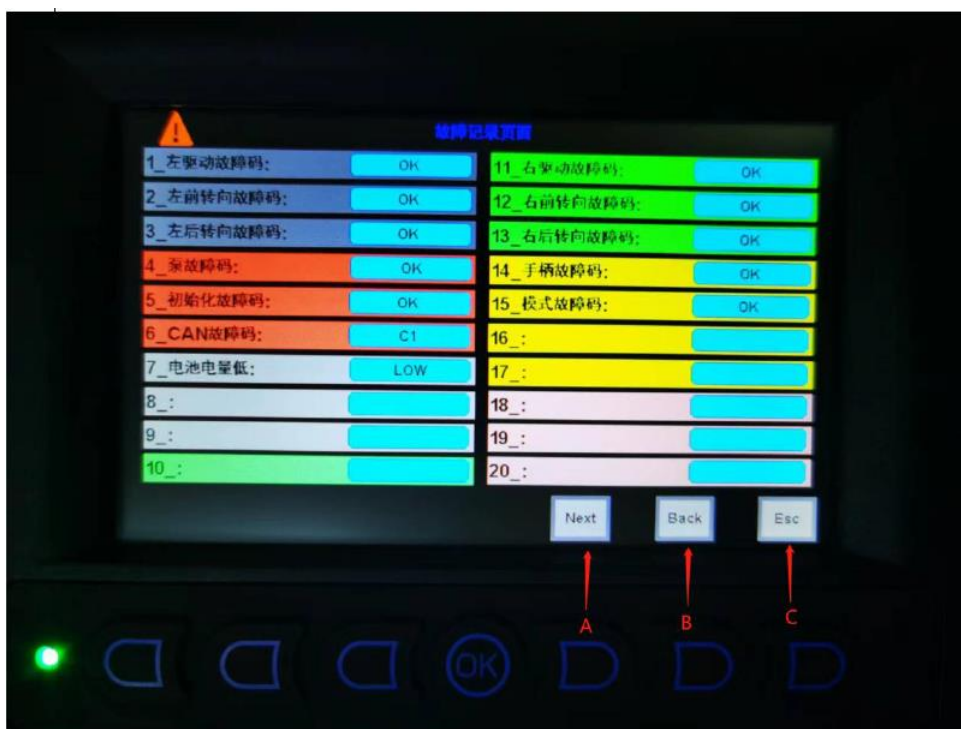 故障记录页面
1_左驱动故障码: OK
2_左前转向故障码: OK
3_左后转向故障码: OK
4_泵故障码: OK
5_初始化故障码: OK
6_CAN故障码: C1
7_电池电量低: LOW
8_:
9_:
10_:
11_右驱动故障码: OK
12_右前转向故障码: OK
13_右后转向故障码: OK
14_手柄故障码: OK
15_模式故障码: OK
16_:
17_:
18_:
19_:
20_:
Next Back Esc
A B C
OK